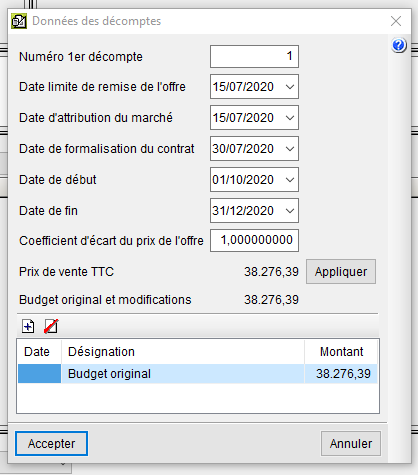 Données des décomptes
Numéro 1er décompte 1
Date limite de remise de l'offre 15/07/2020
Date d'attribution du marché 15/07/2020
Date de formalisation du contrat 30/07/2020
Date de début 01/10/2020
Date de fin 31/12/2020
Coefficient d'écart du prix de l'offre 1,000000000
Prix de vente TTC 38.276,39 Appliquer
Budget original et modifications 38.276,39
Date Désignation Montant
Budget original 38.276,39
Accepter Annuler